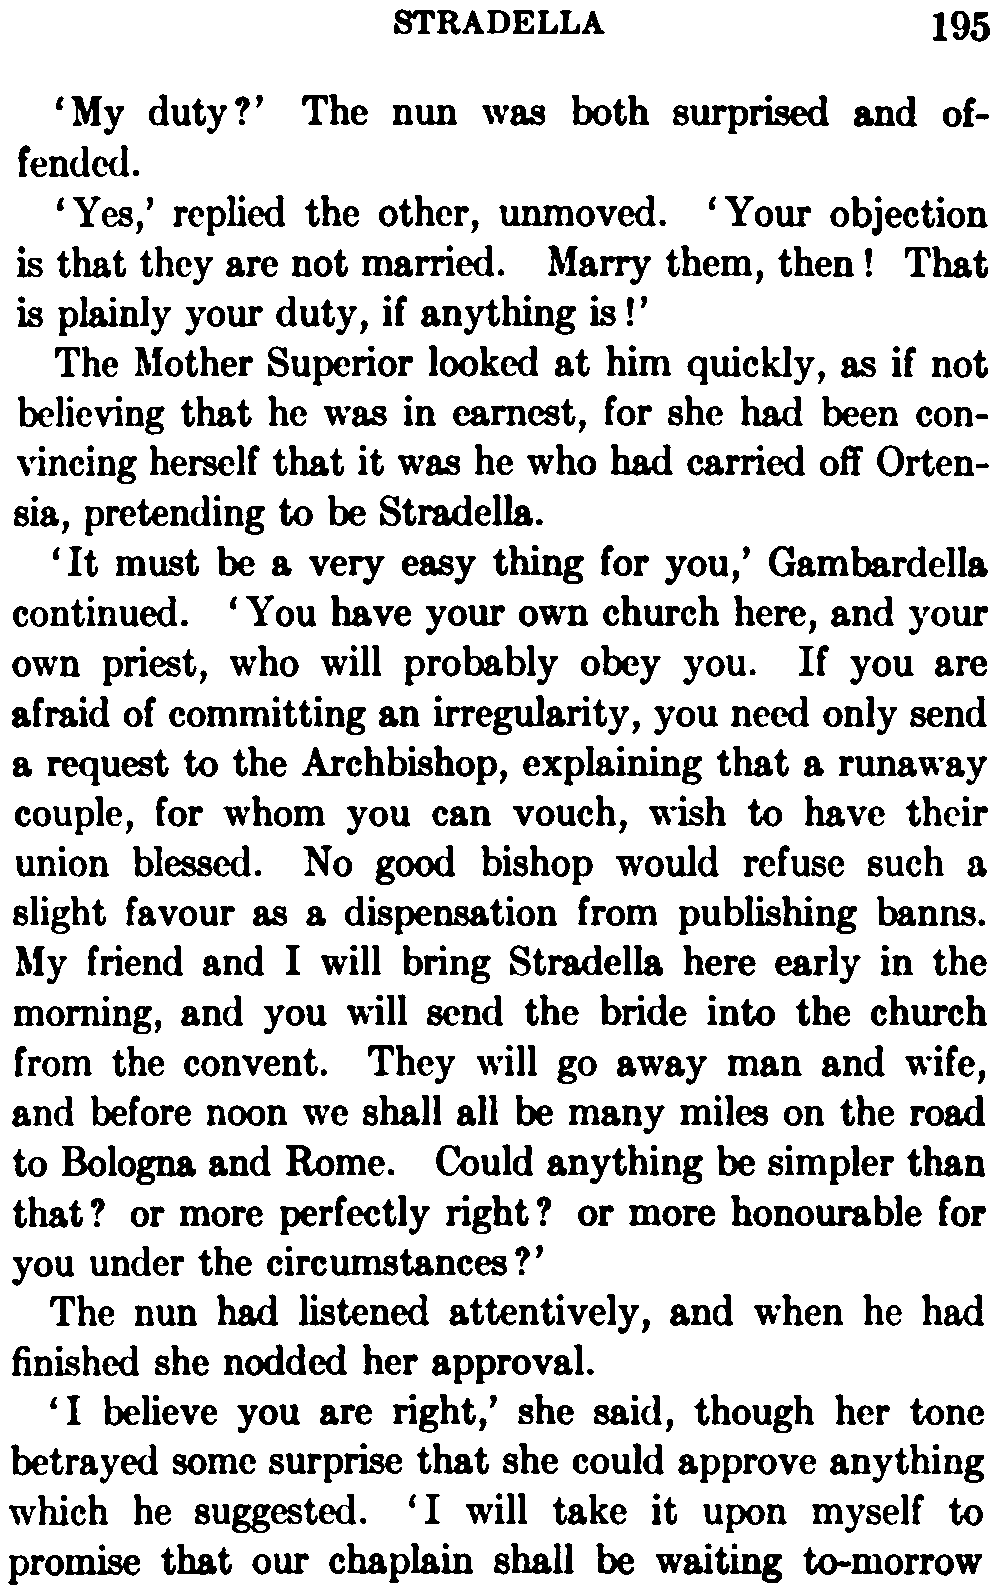 STRADELLA 195
'My duty?' The nun was both surprised and of-
fended.
'Yes,' replied the other, unmoved. 'Your objection
is that they are not married. Marry them, then! That
is plainly your duty, if anything is!'
The Mother Superior looked at him quickly, as if not
believing that he was in earnest, for she had been con-
vincing herself that it was he who had carried off Orten-
sia, pretending to be Stradella.
'It must be a very easy thing for you,' Gambardella
continued. 'You have your own church here, and your
own priest, who will probably obey you. If you are
afraid of committing an irregularity, you need only send
a request to the Archbishop, explaining that a runaway
couple, for whom you can vouch, wish to have their
union blessed. No good bishop would refuse such a
slight favour as a dispensation from publishing banns.
My friend and I will bring Stradella here early in the
morning, and you will send the bride into the church
from the convent. They will go away man and wife,
and before noon we shall all be many miles on the road
to Bologna and Rome. Could anything be simpler than
that? or more perfectly right? or more honourable for
you under the circumstances?'
The nun had listened attentively, and when he had
finished she nodded her approval.
'I believe you are right,' she said, though her tone
betrayed some surprise that she could approve anything
which he suggested. 'I will take it upon myself to
promise that our chaplain shall be waiting to-morrow